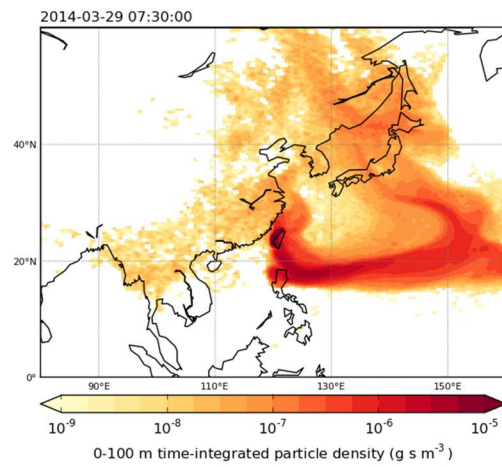 2014-03-29 07:30:00
40°N
20°N
0°
90°E 110°E 130°E 150°E
10⁻⁹ 10⁻⁸ 10⁻⁷ 10⁻⁶ 10⁻⁵
0-100 m time-integrated particle density (g s m⁻³)